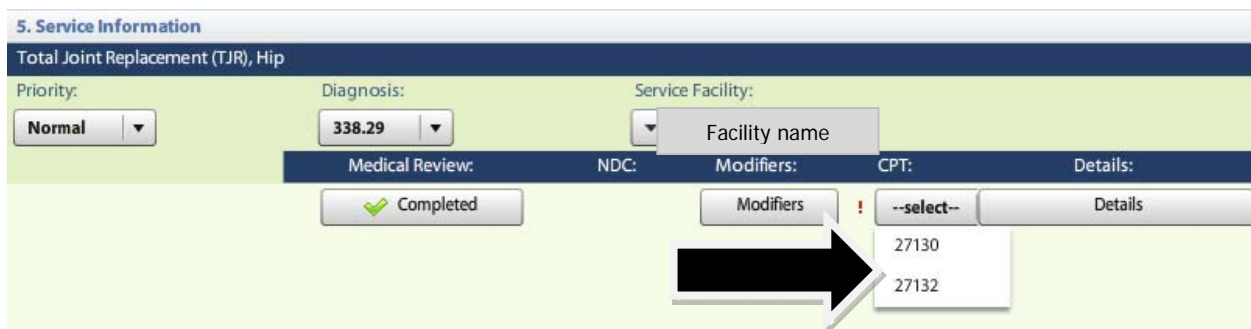 5. Service Information
Total Joint Replacement (TJR), Hip
Priority: Diagnosis: Service Facility:
Normal 338.29 Facility name
Medical Review: NDC: Modifiers: CPT: Details:
Completed Modifiers ! --select-- Details
27130
27132